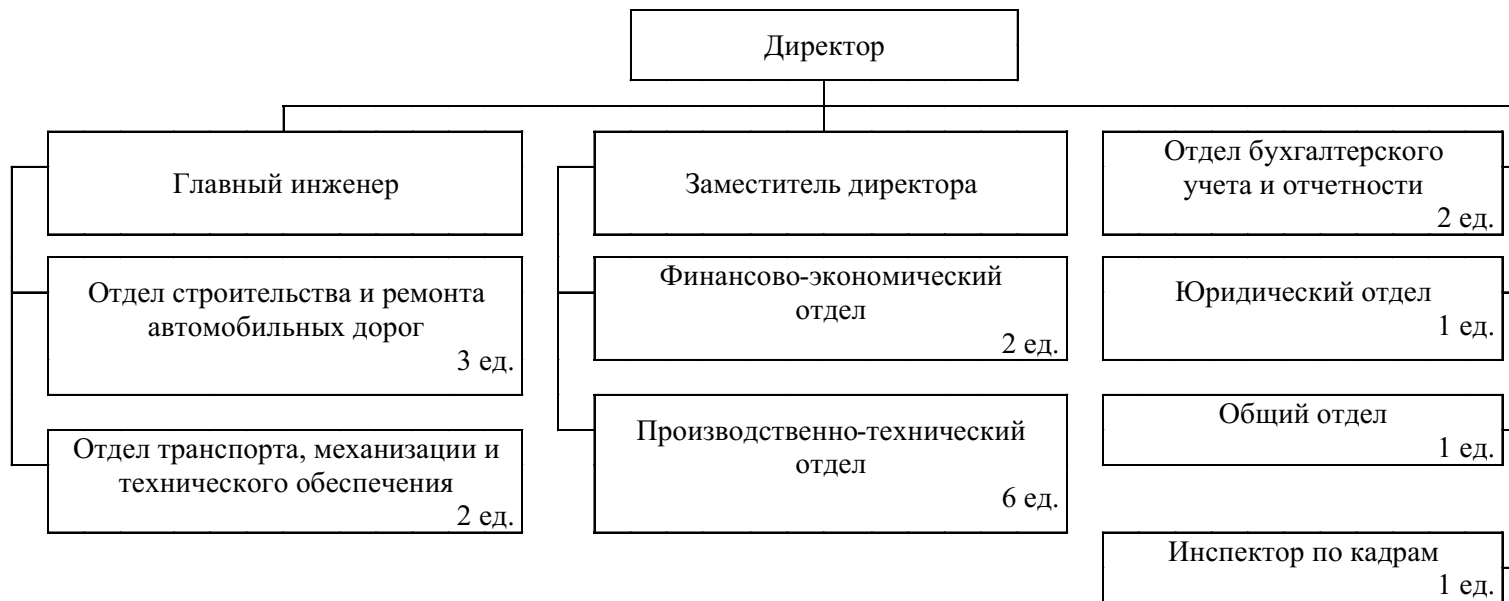 Директор
Главный инженер
Отдел строительства и ремонта
автомобильных дорог
3 ед.
Отдел транспорта, механизации и
технического обеспечения
2 ед.
Заместитель директора
Финансово-экономический
отдел
2 ед.
Производственно-технический
отдел
6 ед.
Отдел бухгалтерского
учета и отчетности
2 ед.
Юридический отдел
1 ед.
Общий отдел
1 ед.
Инспектор по кадрам
1 ед.